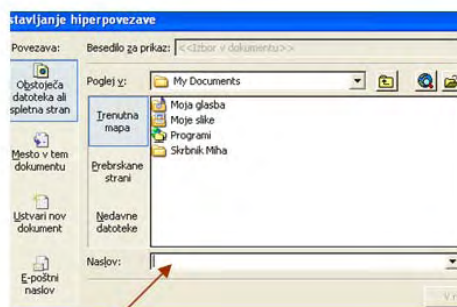 stavljanje hiperpovezave
Povezava:
Besedilo za prikaz: <<Izbor v dokumentu>>
Obstoječa
datoteka ali
spletna stran
Poglej v:
My Documents
Trenutna
mapa
Moja glasba
Moje slike
Programi
Skrbnik Miha
Mesto v tem
dokumentu
Prebrskane
strani
Ustvari nov
dokument
Nedavne
datoteke
Naslov:
E-poštni
naslov